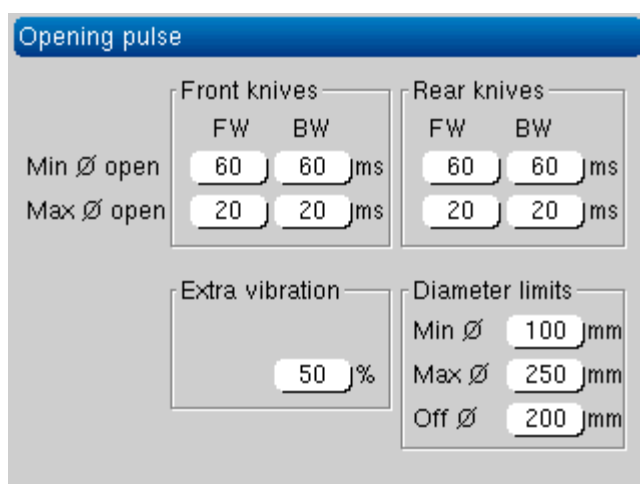 Opening pulse
Front knives
Rear knives
FW BW
FW BW
Min Ø open 60 60 ms 60 60 ms
Max Ø open 20 20 ms 20 20 ms
Extra vibration
50 %
Diameter limits
Min Ø 100 mm
Max Ø 250 mm
Off Ø 200 mm